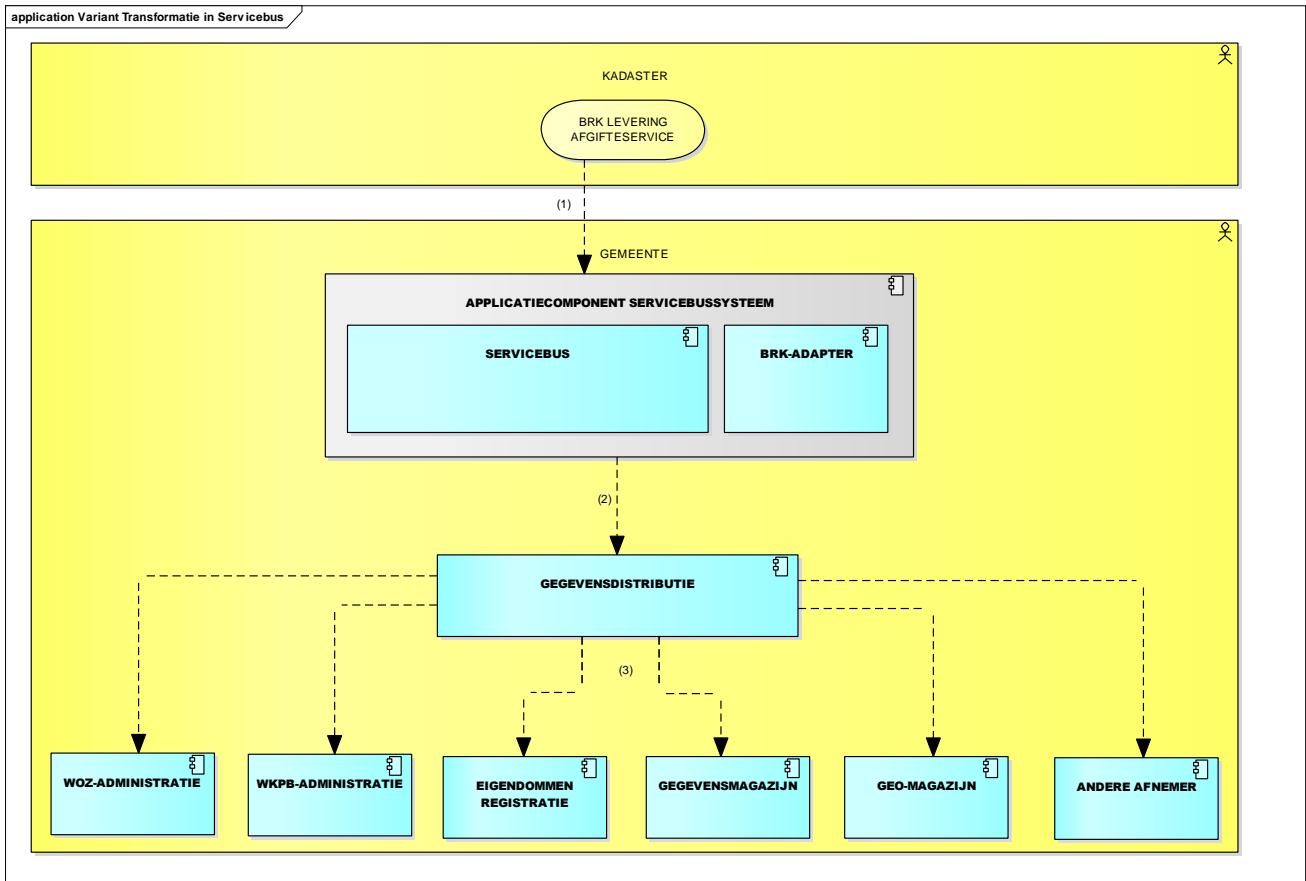 application Variant Transformatie in Servicebus
KADASTER
BRK LEVERING
AFGIFTESERVICE
(1)
GEMEENTE
APPLICATIECOMPONENT SERVICEBUSSYSTEEM
SERVICEBUS
BRK-ADAPTER
(2)
GEGEVENSDISTRIBUTIE
(3)
WOZ-ADMINISTRATIE
WKPB-ADMINISTRATIE
EIGENDOMMEN
REGISTRATIE
GEGEVENSMAGAZIJN
GEO-MAGAZIJN
ANDERE AFNEMER